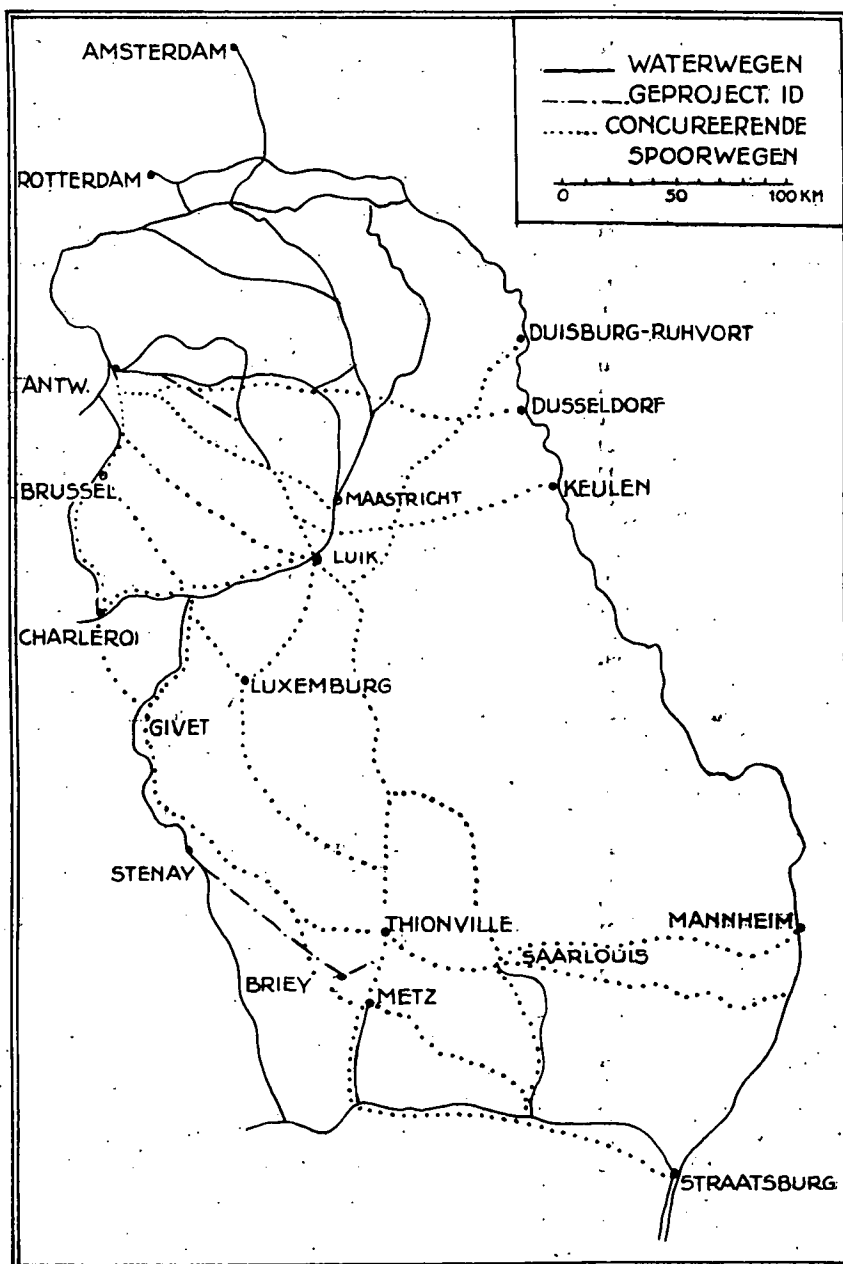 AMSTERDAM
WATERWEGEN
GEPROJECT. ID
CONCUREERENDE
SPOORWEGEN
0 50 100 KM
ROTTERDAM
DUISBURG-RUHVORT
ANTW.
DUSSELDORF
BRUSSEL
MAASTRICHT
KEULEN
LUIK
CHARLEROI
LUXEMBURG
GIVET
STENAY
THIONVILLE
MANNHEIM
SAARLOUIS
BRIEY
METZ
STRAATSBURG